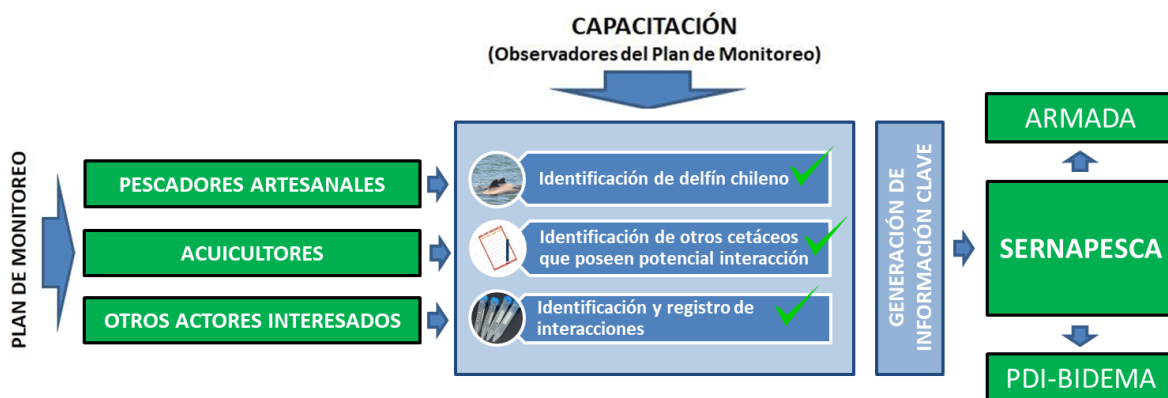 CAPACITACIÓN
(Observadores del Plan de Monitoreo)
PLAN DE MONITOREO
PESCADORES ARTESANALES
ACUICULTORES
OTROS ACTORES INTERESADOS
Identificación de delfín chileno
Identificación de otros cetáceos
que poseen potencial interacción
Identificación y registro de
interacciones
GENERACIÓN DE
INFORMACIÓN CLAVE
ARMADA
SERNAPESCA
PDI-BIDEMA